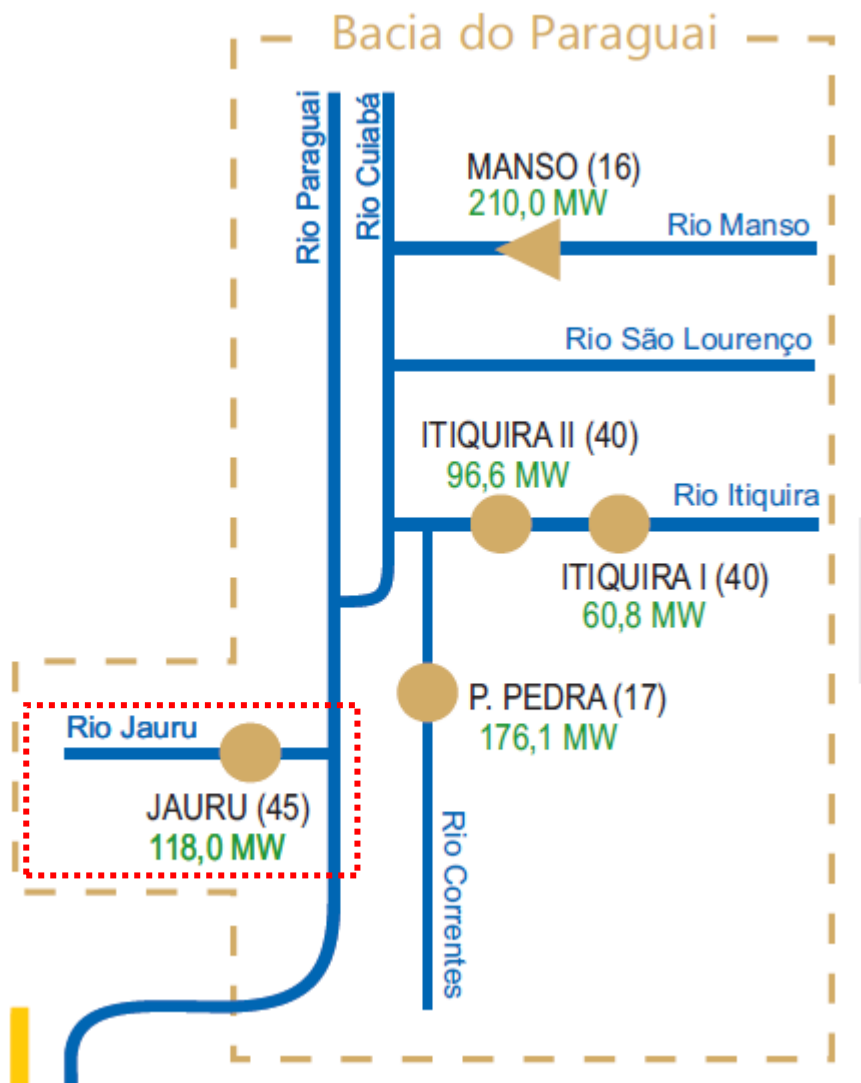 Bacia do Paraguai
Rio Paraguai
Rio Cuiabá
MANSO (16)
210,0 MW
Rio Manso
Rio São Lourenço
ITIQUIRA II (40)
96,6 MW
Rio Itiquira
ITIQUIRA I (40)
60,8 MW
P. PEDRA (17)
176,1 MW
Rio Jauru
JAURU (45)
118,0 MW
Rio Correntes